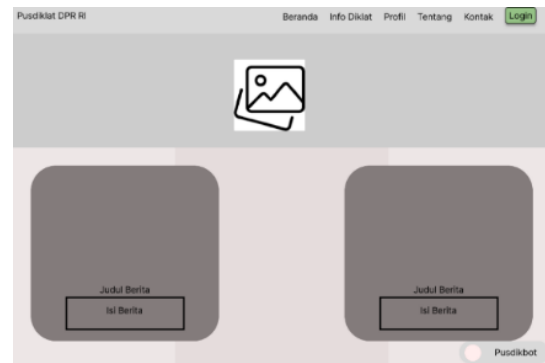 Pusdiklat DPR RI
Beranda Info Diklat Profil Tentang Kontak Login
Judul Berita
Isi Berita
Judul Berita
Isi Berita
Pusdikbot